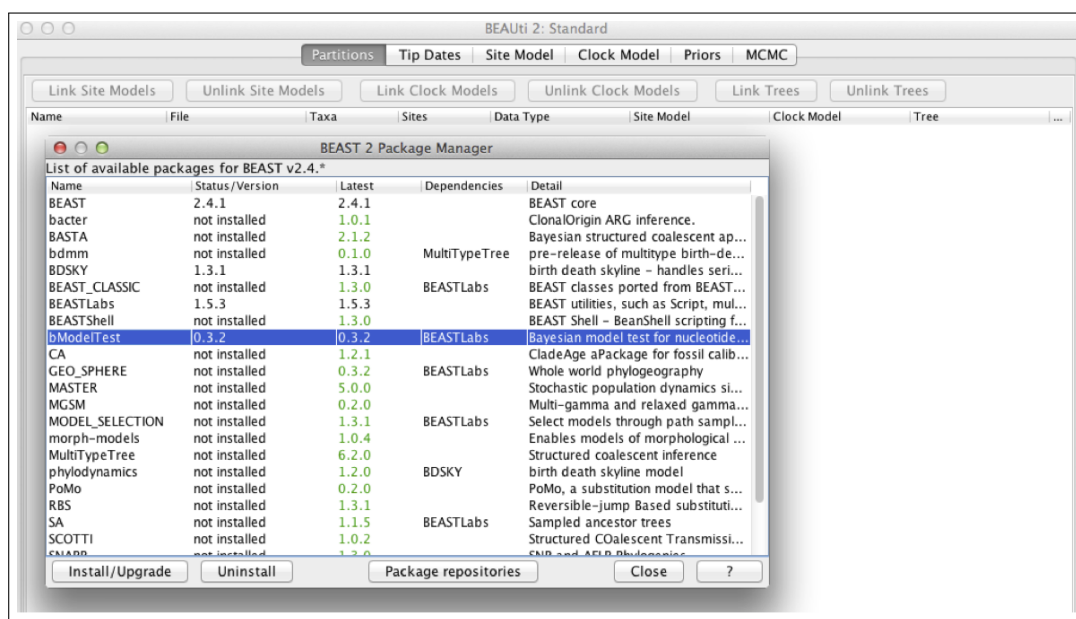 BEAUti 2: Standard
Partitions Tip Dates Site Model Clock Model Priors MCMC
Link Site Models Unlink Site Models Link Clock Models Unlink Clock Models Link Trees Unlink Trees
Name File Taxa Sites Data Type Site Model Clock Model Tree ...
BEAST 2 Package Manager
List of available packages for BEAST v2.4.*
Name Status/Version Latest Dependencies Detail
BEAST 2.4.1 2.4.1 BEAST core
bacter not installed 1.0.1 ClonalOrigin ARG inference.
BASTA not installed 2.1.2 Bayesian structured coalescent ap...
bdmm not installed 0.1.0 MultiTypeTree pre-release of multitype birth-de...
BDSKY 1.3.1 1.3.1 birth death skyline - handles seri...
BEAST_CLASSIC not installed 1.3.0 BEASTLabs BEAST classes ported from BEAST...
BEASTLabs 1.5.3 1.5.3 BEAST utilities, such as Script, mul...
BEASTShell not installed 1.3.0 BEAST Shell - BeanShell scripting f...
bModelTest 0.3.2 0.3.2 BEASTLabs Bayesian model test for nucleotide...
CA not installed 1.2.1 CladeAge aPackage for fossil calib...
GEO_SPHERE not installed 0.3.2 BEASTLabs Whole world phylogeography
MASTER not installed 5.0.0 Stochastic population dynamics si...
MGSM not installed 0.2.0 Multi-gamma and relaxed gamma...
MODEL_SELECTION not installed 1.3.1 BEASTLabs Select models through path sampl...
morph-models not installed 1.0.4 Enables models of morphological ...
MultiTypeTree not installed 6.2.0 Structured coalescent inference
phylodynamics not installed 1.2.0 BDSKY birth death skyline model
PoMo not installed 0.2.0 PoMo, a substitution model that s...
RBS not installed 1.3.1 Reversible-jump Based substituti...
SA not installed 1.1.5 BEASTLabs Sampled ancestor trees
SCOTTI not installed 1.0.2 Structured COalescent Transmissi...
SNAPP not installed 1.3.0 SNP and AFLP Phylogenies
Install/Upgrade Uninstall Package repositories Close ?